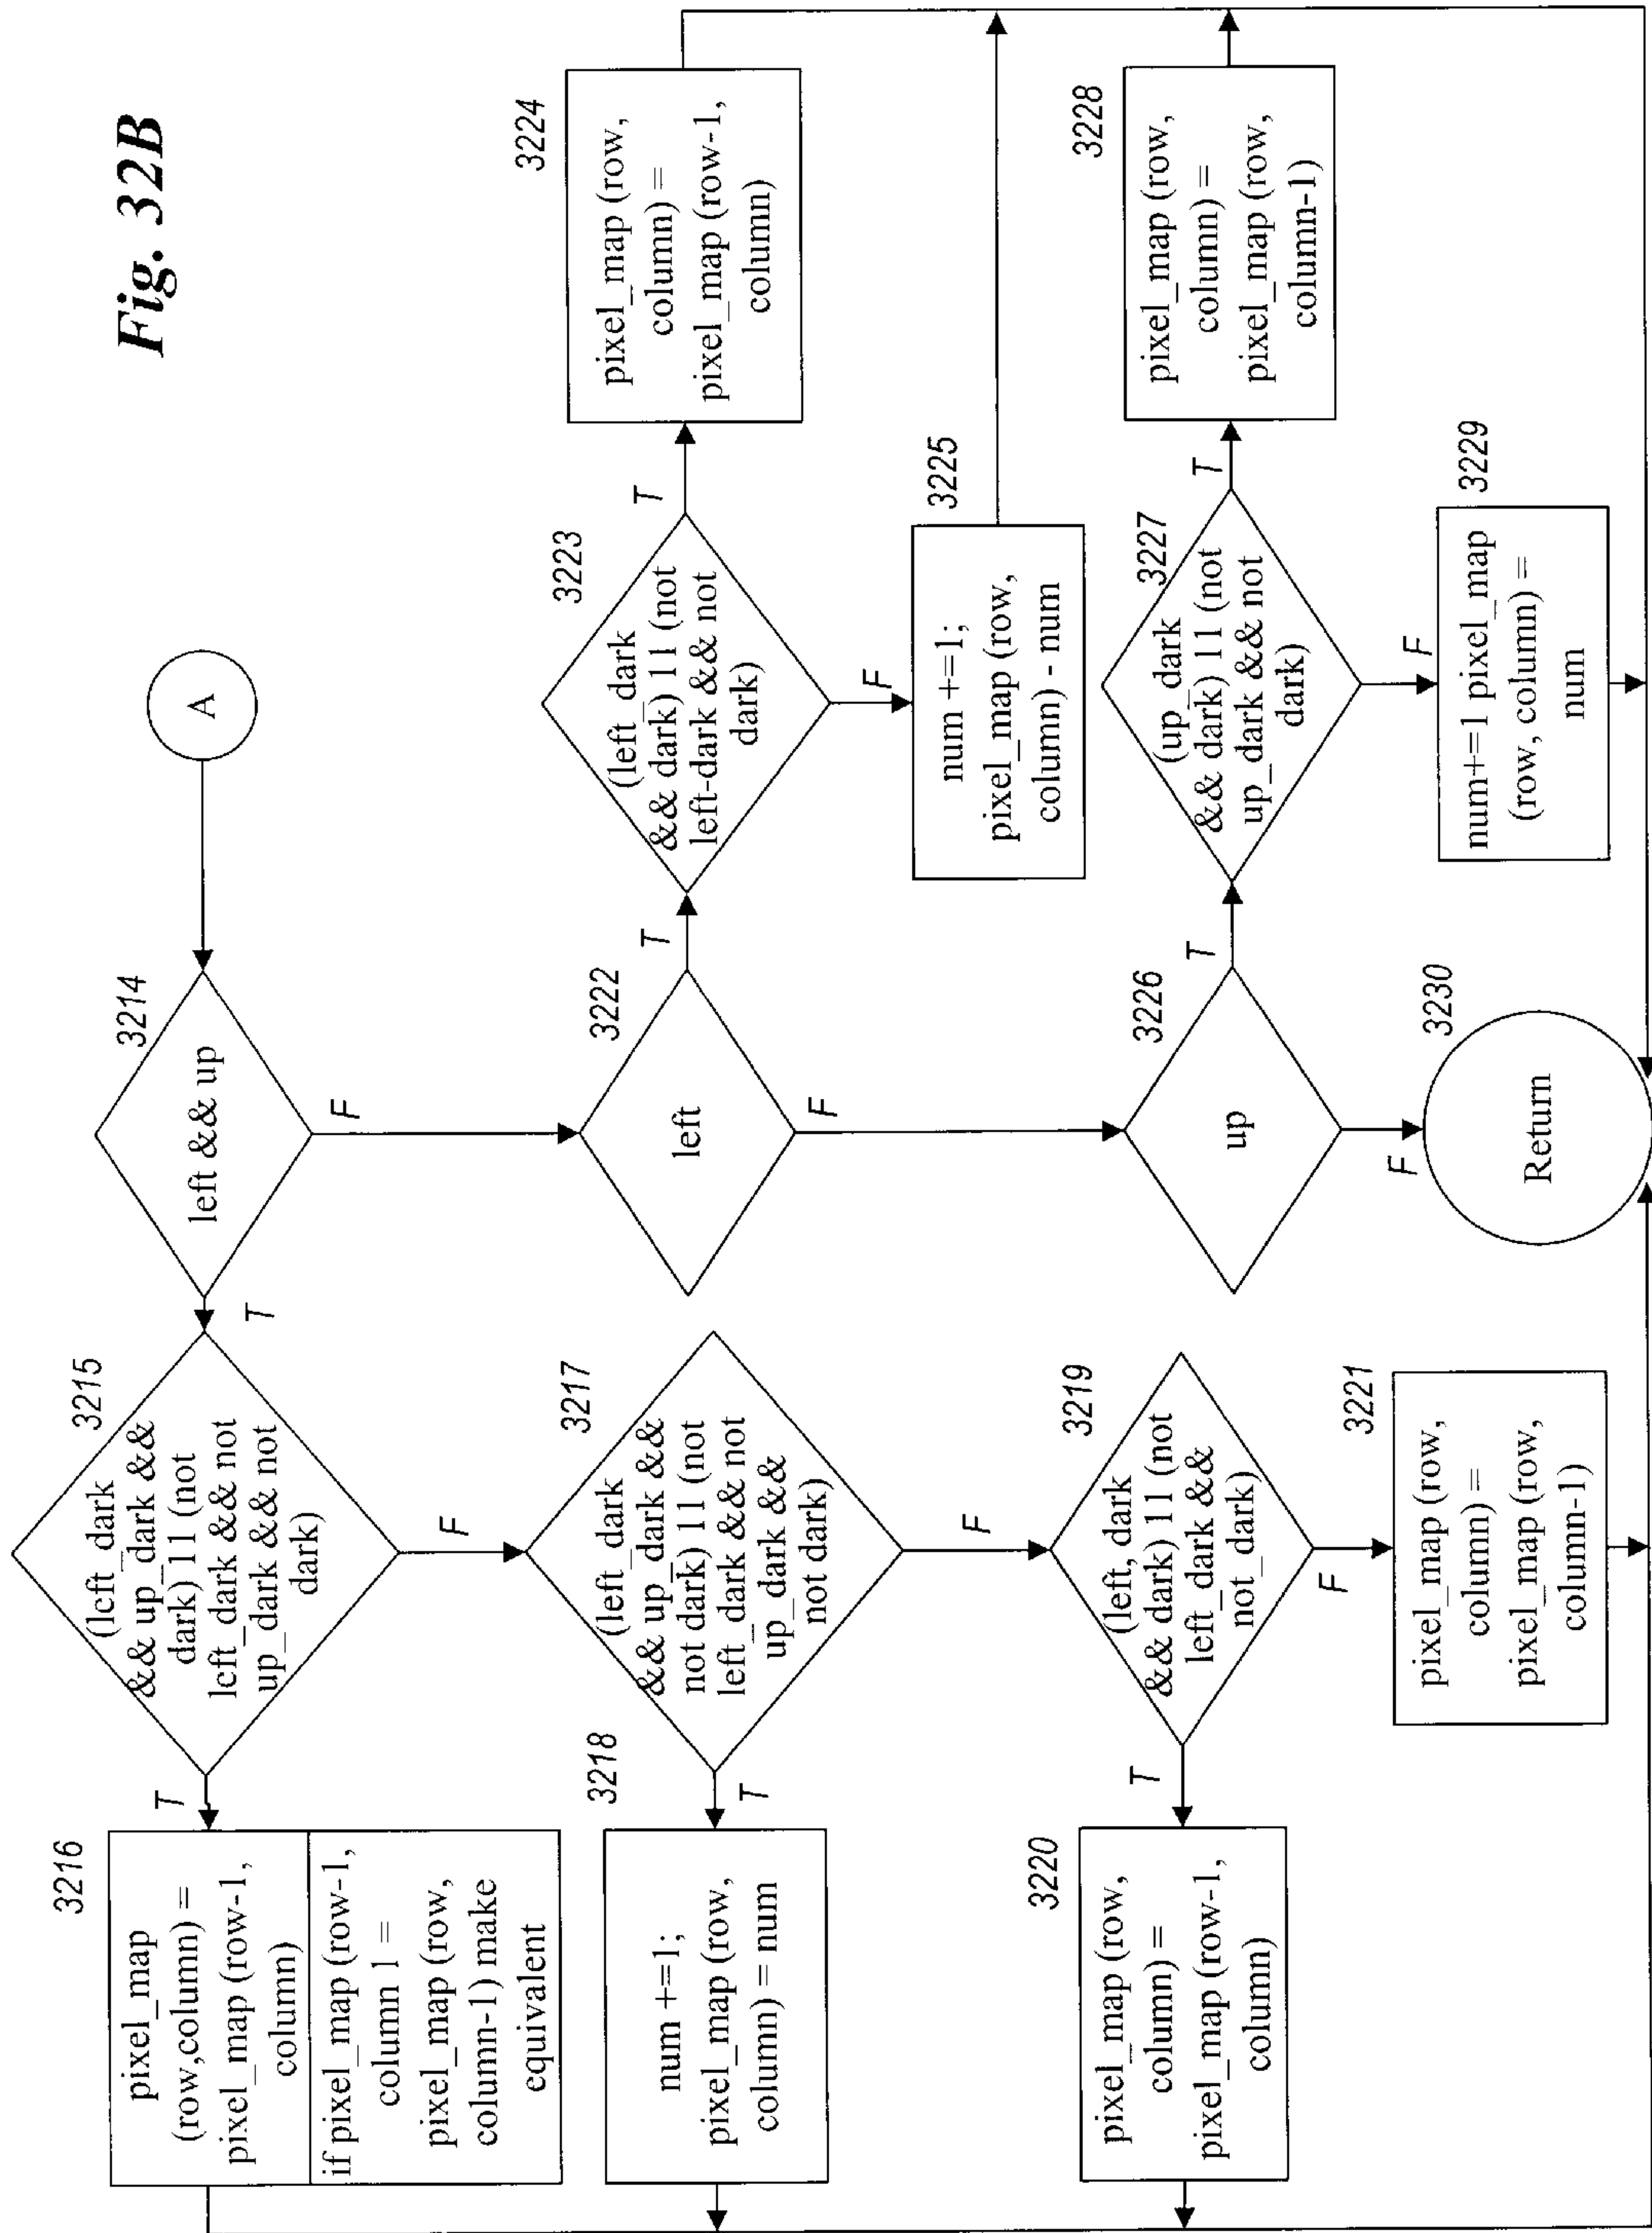 Fig. 32B
A
3214
left && up
T
F
3215
(left_dark
&& up_dark &&
dark) 11 (not
left_dark && not
up_dark && not
dark)
T
F
3216
pixel_map
(row,column) =
pixel_map (row-1,
column)
if pixel_map (row-1,
column 1 =
pixel_map (row,
column-1) make
equivalent
3217
(left_dark
&& up_dark &&
not dark) 11 (not
left_dark && not
up_dark &&
not dark)
T
F
3218
num +=1;
pixel_map (row,
column) = num
3219
(left, dark
&& dark) 11 (not
left_dark &&
not_dark)
T
F
3220
pixel_map (row,
column) =
pixel_map (row-1,
column)
3221
pixel_map (row,
column) =
pixel_map (row,
column-1)
3222
left
T
F
3223
(left_dark
&& dark) 11 (not
left-dark && not
dark)
T
F
3224
pixel_map (row,
column) =
pixel_map (row-1,
column)
3225
num +=1;
pixel_map (row,
column) - num
3226
up
T
F
3227
(up_dark
&& dark) 11 (not
up_dark && not
dark)
T
F
3228
pixel_map (row,
column) =
pixel_map (row,
column-1)
3229
num+=1 pixel_map
(row, column) =
num
3230
Return